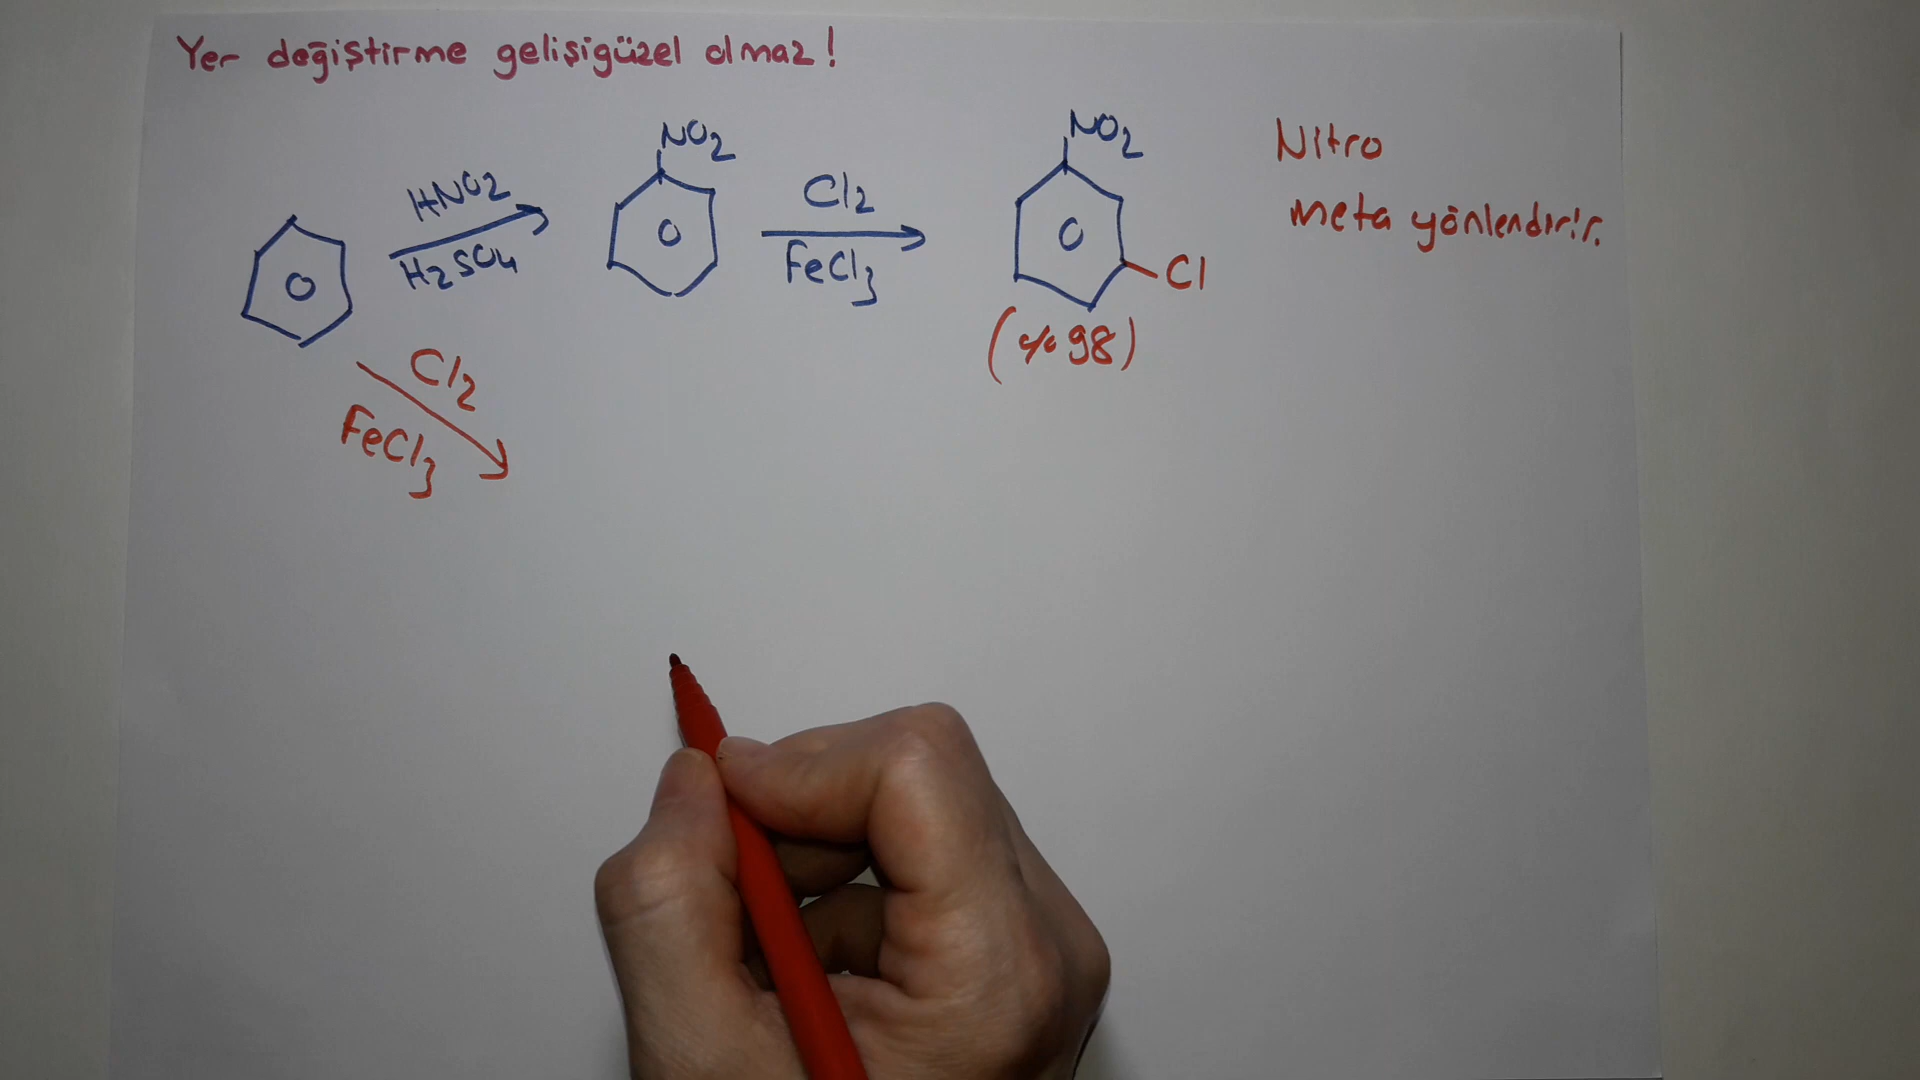 Yer değiştirme gelişigüzel olmaz!
HNO2
H2SO4
NO2
Cl2
FeCl3
NO2
Cl
(%98)
Nitro
meta yönlendirir.
Cl2
FeCl3